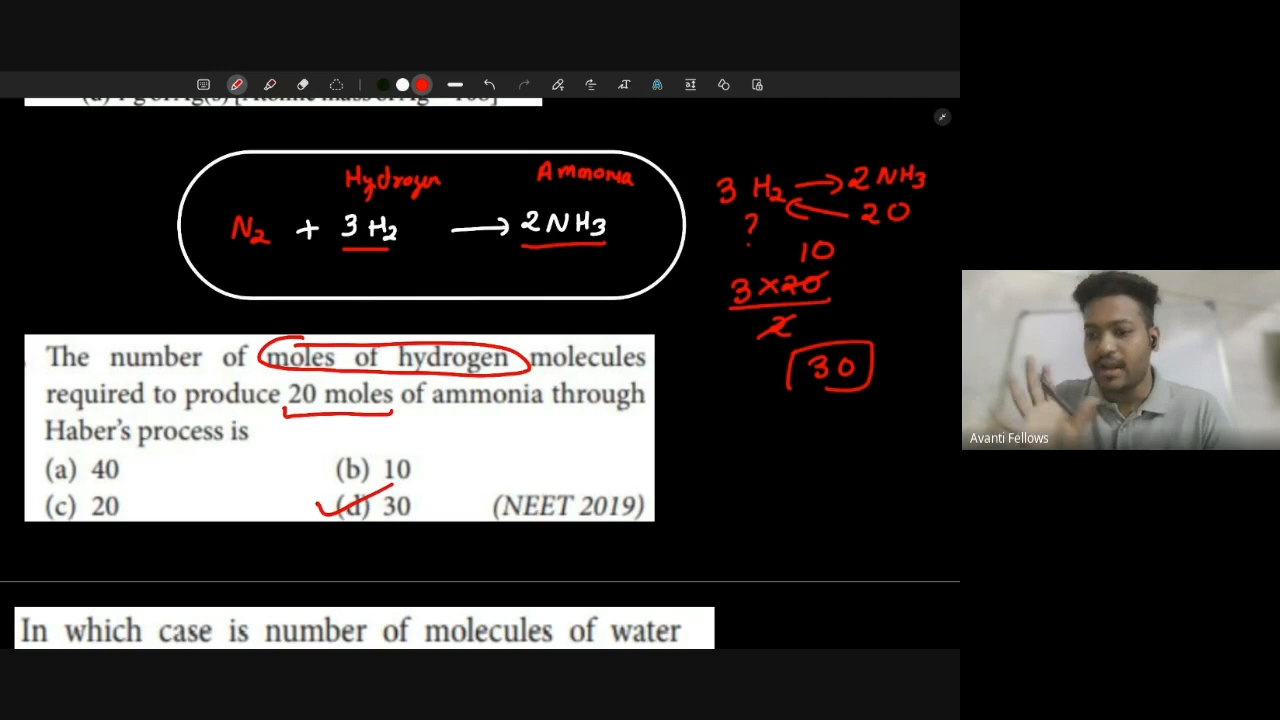 Hydrogen Ammonia
N2 + 3 H2 → 2 NH3
3 H2 → 2 NH3
? ← 20
10
3 × 20
2
30
The number of moles of hydrogen molecules
required to produce 20 moles of ammonia through
Haber's process is
(a) 40 (b) 10
(c) 20 (d) 30 (NEET 2019)
In which case is number of molecules of water
Avanti Fellows